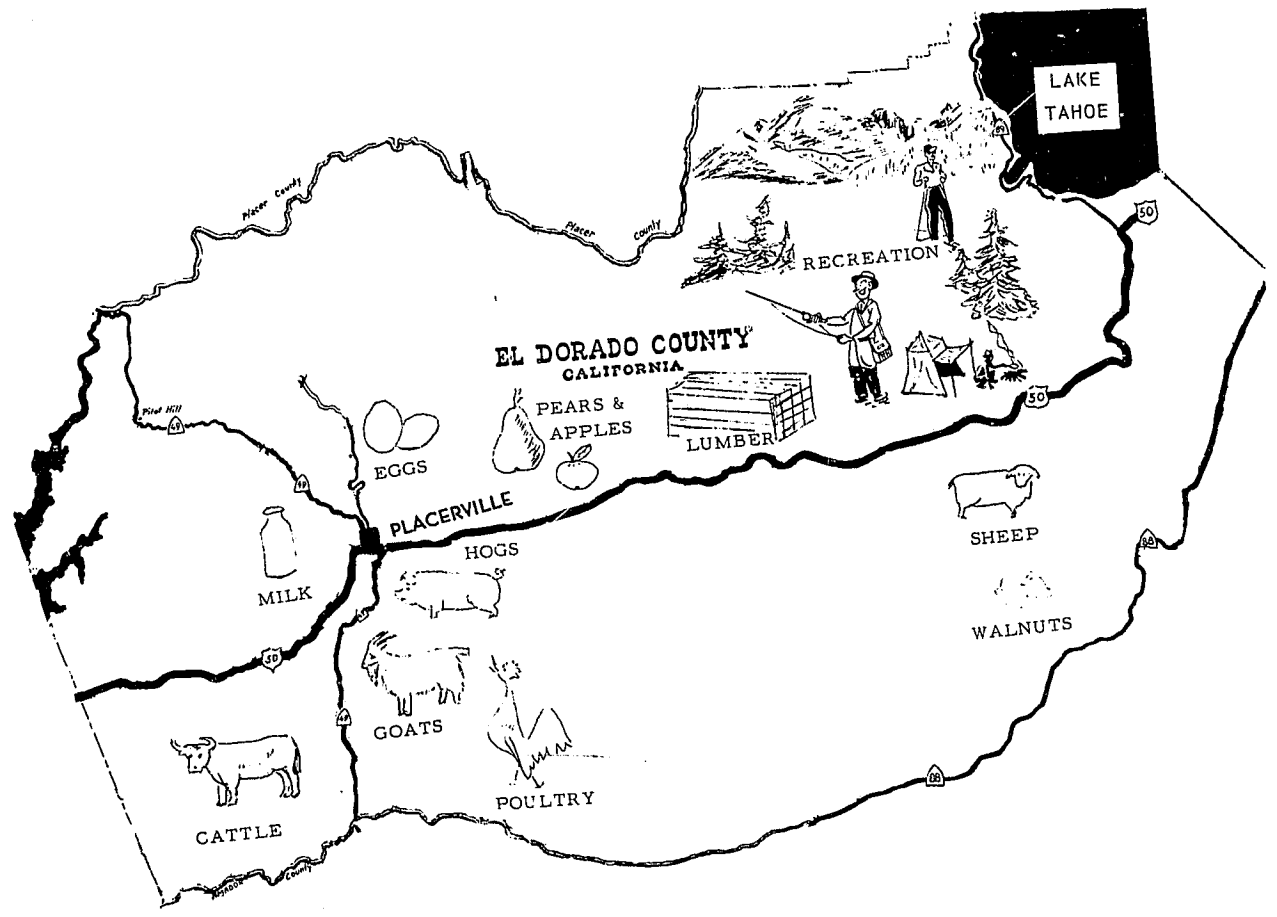 LAKE
TAHOE
89
Placer County
Placer
County
50
RECREATION
EL DORADO COUNTY
CALIFORNIA
50
PEARS &
APPLES
LUMBER
Pilot Hill
49
EGGS
49
PLACERVILLE
SHEEP
HOGS
88
MILK
WALNUTS
50
49
GOATS
88
POULTRY
CATTLE
AMADOR County